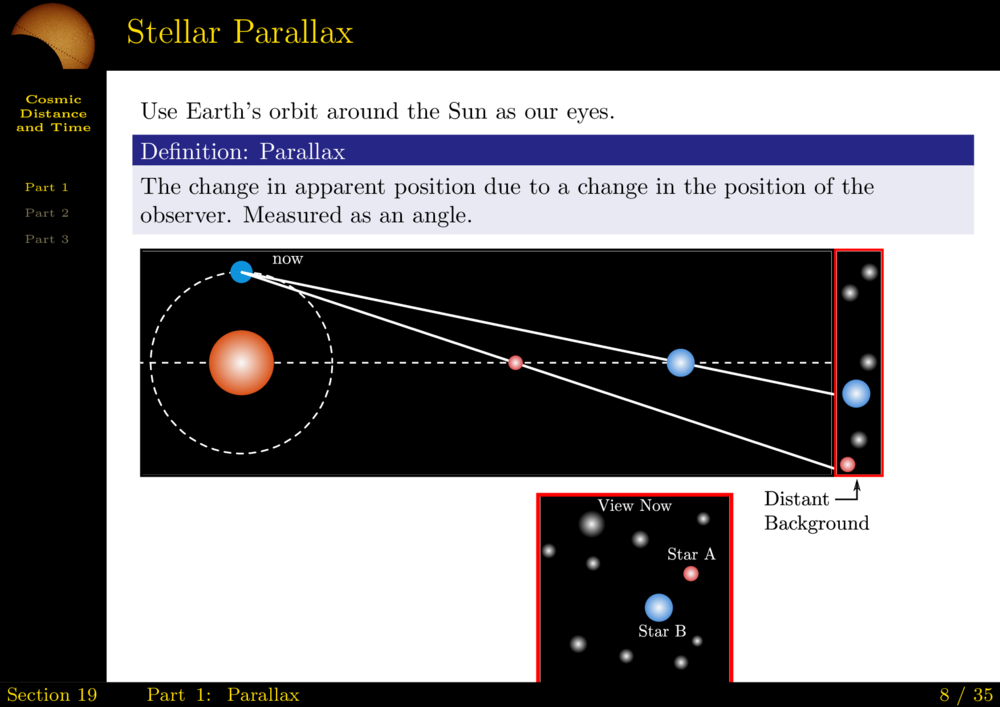 Stellar Parallax
Cosmic
Distance
and Time
Part 1
Part 2
Part 3
Use Earth's orbit around the Sun as our eyes.
Definition: Parallax
The change in apparent position due to a change in the position of the
observer. Measured as an angle.
now
Distant
Background
View Now
Star A
Star B
Section 19
Part 1: Parallax
8 / 35